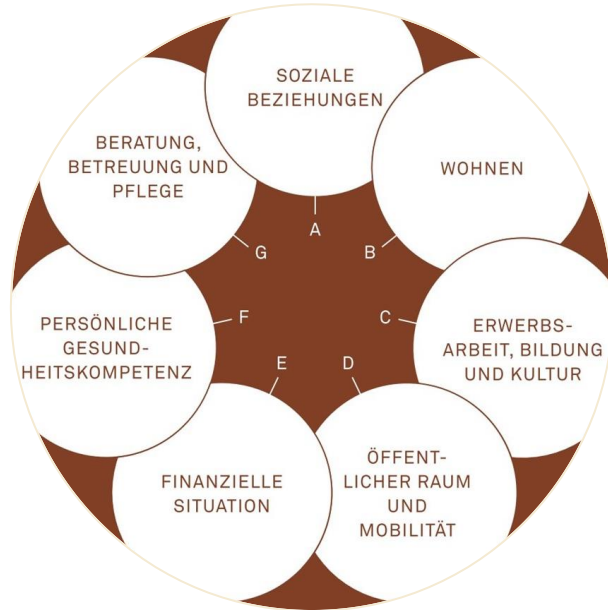 SOZIALE
BEZIEHUNGEN
A
WOHNEN
B
ERWERBS-
ARBEIT, BILDUNG
UND KULTUR
C
ÖFFENT-
LICHER RAUM
UND
MOBILITÄT
D
FINANZIELLE
SITUATION
E
PERSÖNLICHE
GESUND-
HEITSKOMPETENZ
F
BERATUNG,
BETREUUNG UND
PFLEGE
G